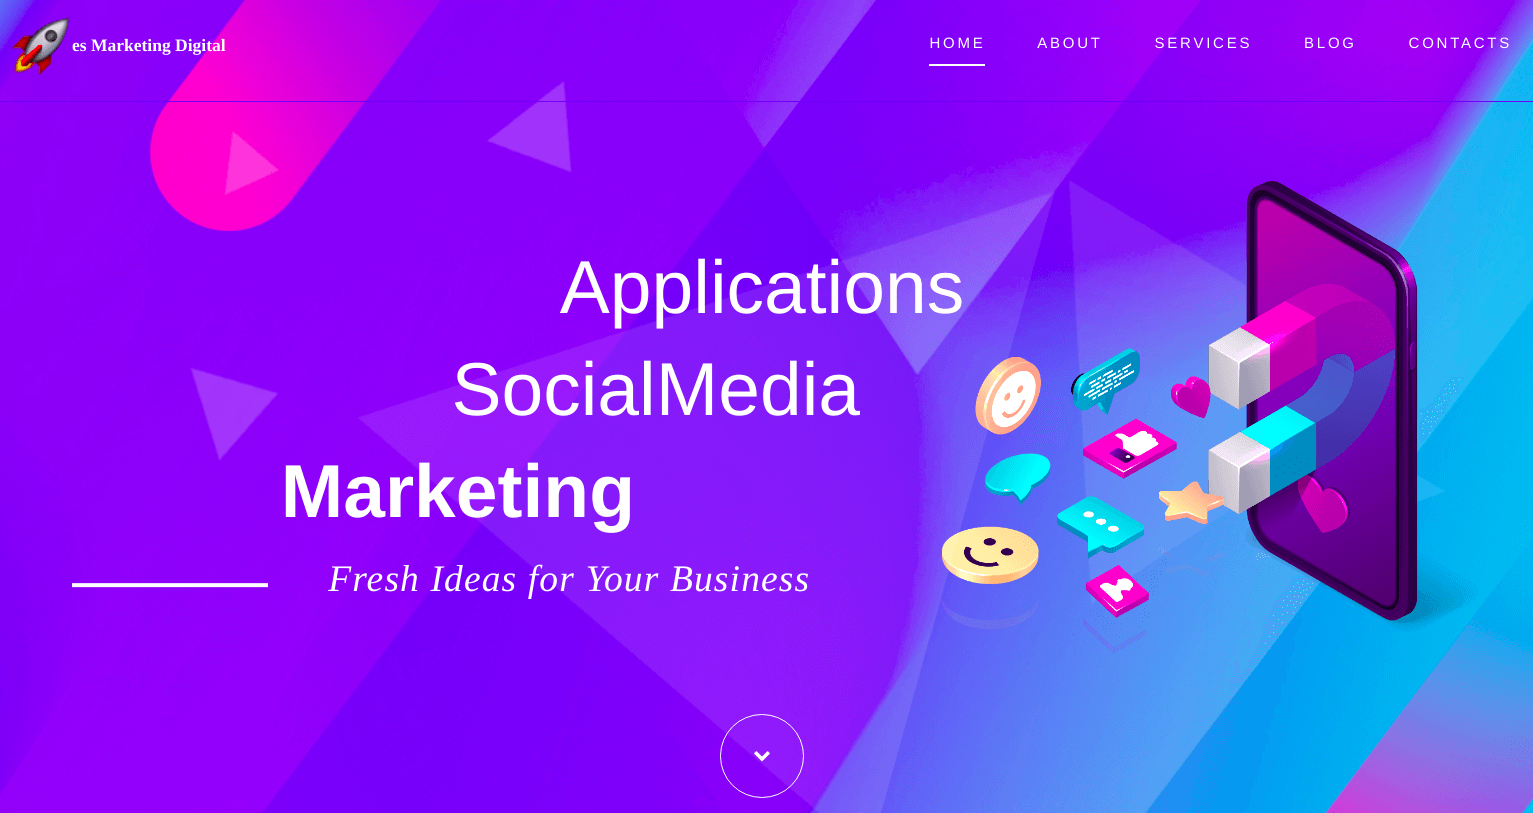 es Marketing Digital
HOME ABOUT SERVICES BLOG CONTACTS
Applications
SocialMedia
Marketing
Fresh Ideas for Your Business